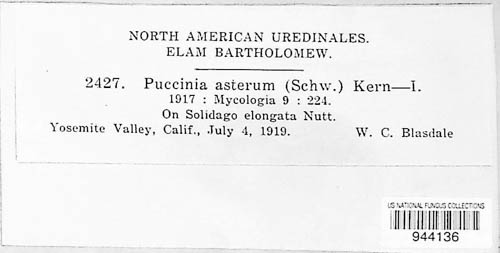 NORTH AMERICAN UREDINALES.
ELAM BARTHOLOMEW.
2427. Puccinia asterum (Schw.) Kern—I.
1917 : Mycologia 9 : 224.
On Solidago elongata Nutt.
Yosemite Valley, Calif., July 4, 1919. W. C. Blasdale
US NATIONAL FUNGUS COLLECTIONS
944136